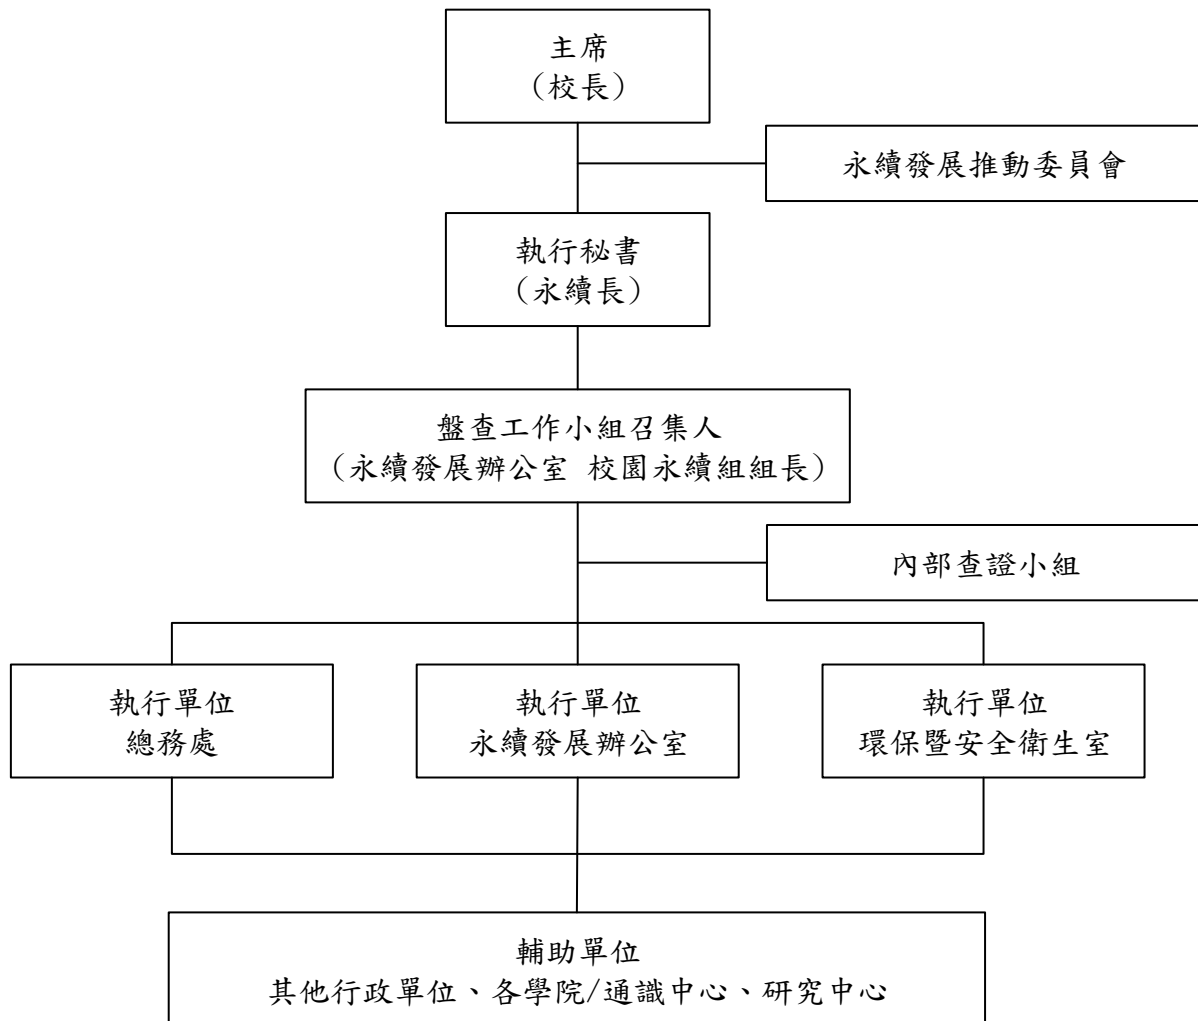 主席
(校長)
永續發展推動委員會
執行秘書
(永續長)
盤查工作小組召集人
(永續發展辦公室 校園永續組組長)
內部查證小組
執行單位
總務處
執行單位
永續發展辦公室
執行單位
環保暨安全衛生室
輔助單位
其他行政單位、各學院/通識中心、研究中心